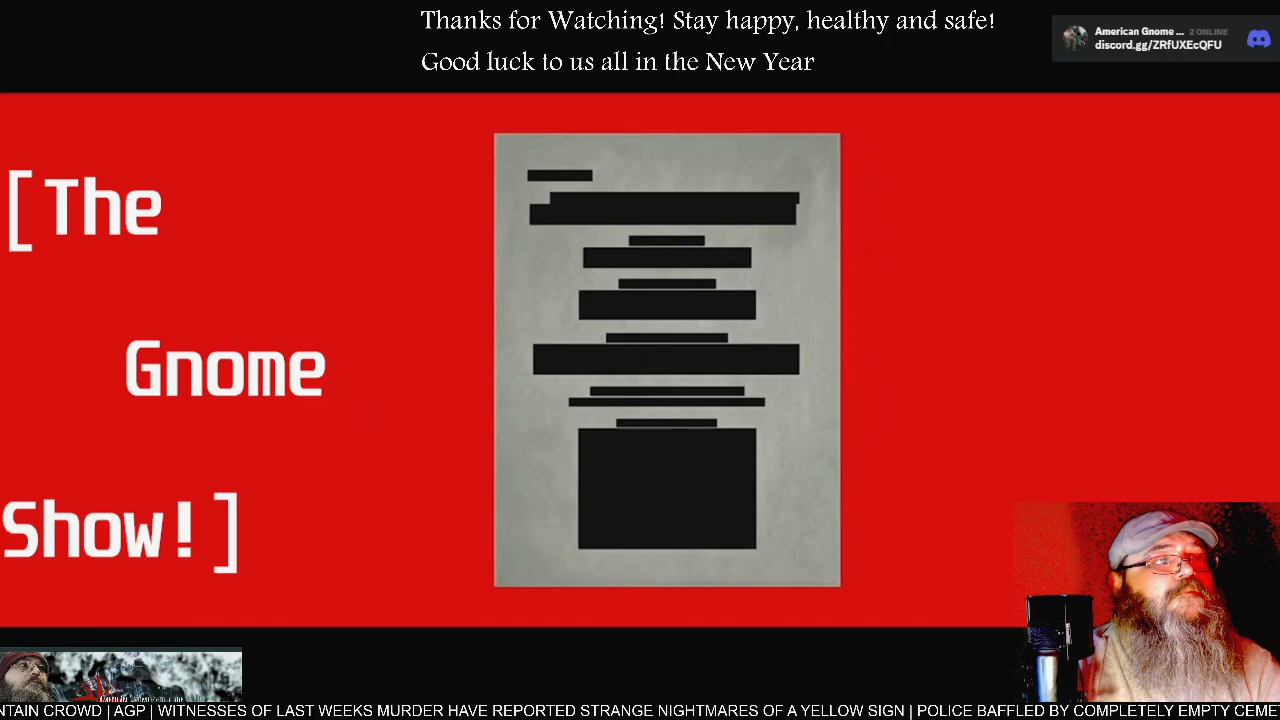 Thanks for Watching! Stay happy, healthy and safe!
Good luck to us all in the New Year
American Gnome ... 2 ONLINE
discord.gg/ZRfUXEcQFU
[The
Gnome
Show!]
NTAIN CROWD | AGP | WITNESSES OF LAST WEEKS MURDER HAVE REPORTED STRANGE NIGHTMARES OF A YELLOW SIGN | POLICE BAFFLED BY COMPLETELY EMPTY CEME